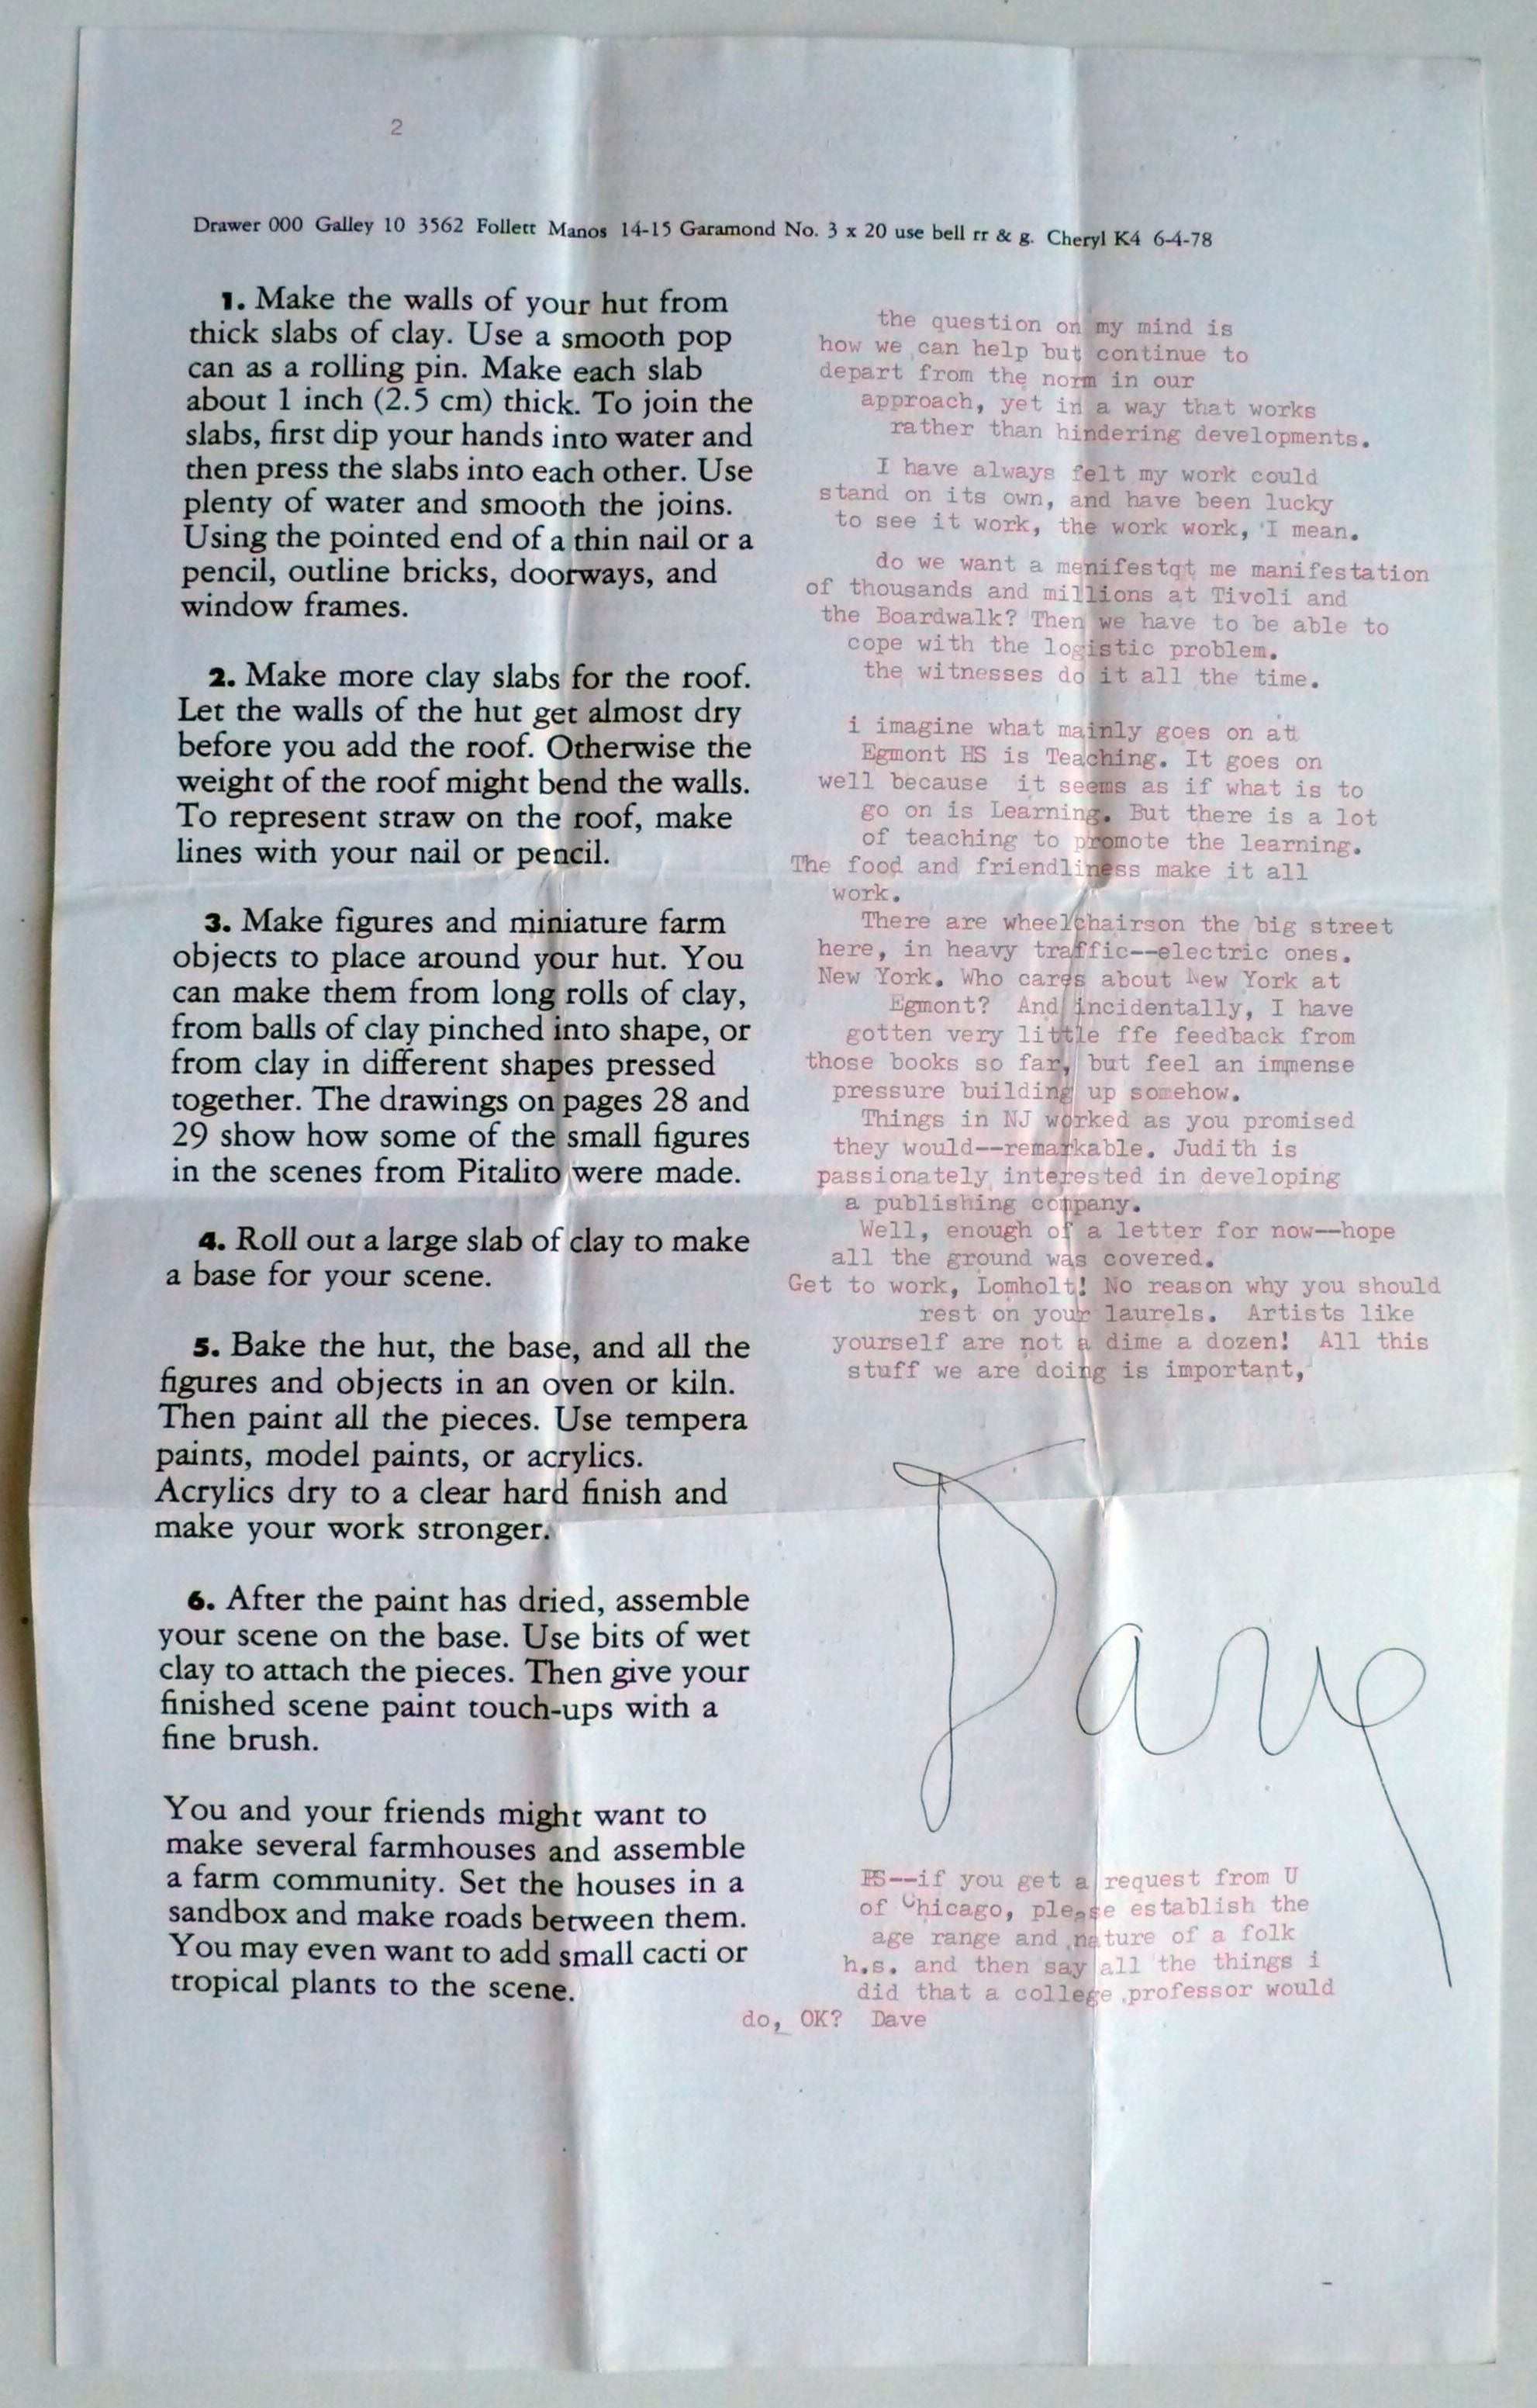 2
Drawer 000 Galley 10 3562 Follett Manos 14-15 Garamond No. 3 x 20 use bell rr & g. Cheryl K4 6-4-78
1. Make the walls of your hut from
thick slabs of clay. Use a smooth pop
can as a rolling pin. Make each slab
about 1 inch (2.5 cm) thick. To join the
slabs, first dip your hands into water and
then press the slabs into each other. Use
plenty of water and smooth the joins.
Using the pointed end of a thin nail or a
pencil, outline bricks, doorways, and
window frames.
2. Make more clay slabs for the roof.
Let the walls of the hut get almost dry
before you add the roof. Otherwise the
weight of the roof might bend the walls.
To represent straw on the roof, make
lines with your nail or pencil.
3. Make figures and miniature farm
objects to place around your hut. You
can make them from long rolls of clay,
from balls of clay pinched into shape, or
from clay in different shapes pressed
together. The drawings on pages 28 and
29 show how some of the small figures
in the scenes from Pitalito were made.
4. Roll out a large slab of clay to make
a base for your scene.
5. Bake the hut, the base, and all the
figures and objects in an oven or kiln.
Then paint all the pieces. Use tempera
paints, model paints, or acrylics.
Acrylics dry to a clear hard finish and
make your work stronger.
6. After the paint has dried, assemble
your scene on the base. Use bits of wet
clay to attach the pieces. Then give your
finished scene paint touch-ups with a
fine brush.
You and your friends might want to
make several farmhouses and assemble
a farm community. Set the houses in a
sandbox and make roads between them.
You may even want to add small cacti or
tropical plants to the scene.
the question on my mind is
how we can help but continue to
depart from the norm in our
approach, yet in a way that works
rather than hindering developments.
I have always felt my work could
stand on its own, and have been lucky
to see it work, the work work, I mean.
do we want a menifestqt me manifestation
of thousands and millions at Tivoli and
the Boardwalk? Then we have to be able to
cope with the logistic problem.
the witnesses do it all the time.
i imagine what mainly goes on at
Egmont HS is Teaching. It goes on
well because it seems as if what is to
go on is Learning. But there is a lot
of teaching to promote the learning.
The food and friendliness make it all
work.
There are wheelchairson the big street
here, in heavy traffic--electric ones.
New York. Who cares about New York at
Egmont? And incidentally, I have
gotten very little ffe feedback from
those books so far, but feel an immense
pressure building up somehow.
Things in NJ worked as you promised
they would--remarkable. Judith is
passionately interested in developing
a publishing company.
Well, enough of a letter for now--hope
all the ground was covered.
Get to work, Lomholt! No reason why you should
rest on your laurels. Artists like
yourself are not a dime a dozen! All this
stuff we are doing is important,
Dave
PS--if you get a request from U
of Chicago, please establish the
age range and nature of a folk
h.s. and then say all the things i
did that a college professor would
do, OK? Dave